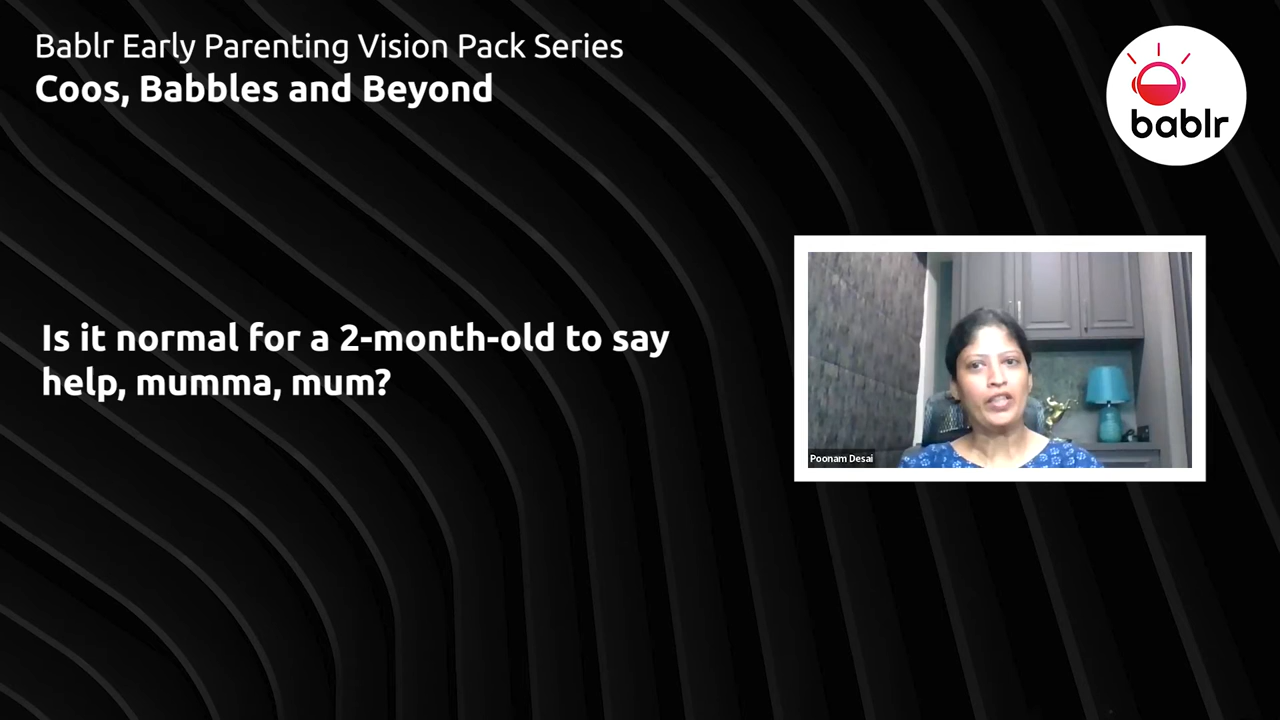 Bablr Early Parenting Vision Pack Series
Coos, Babbles and Beyond
bablr
Is it normal for a 2-month-old to say
help, mumma, mum?
Poonam Desai